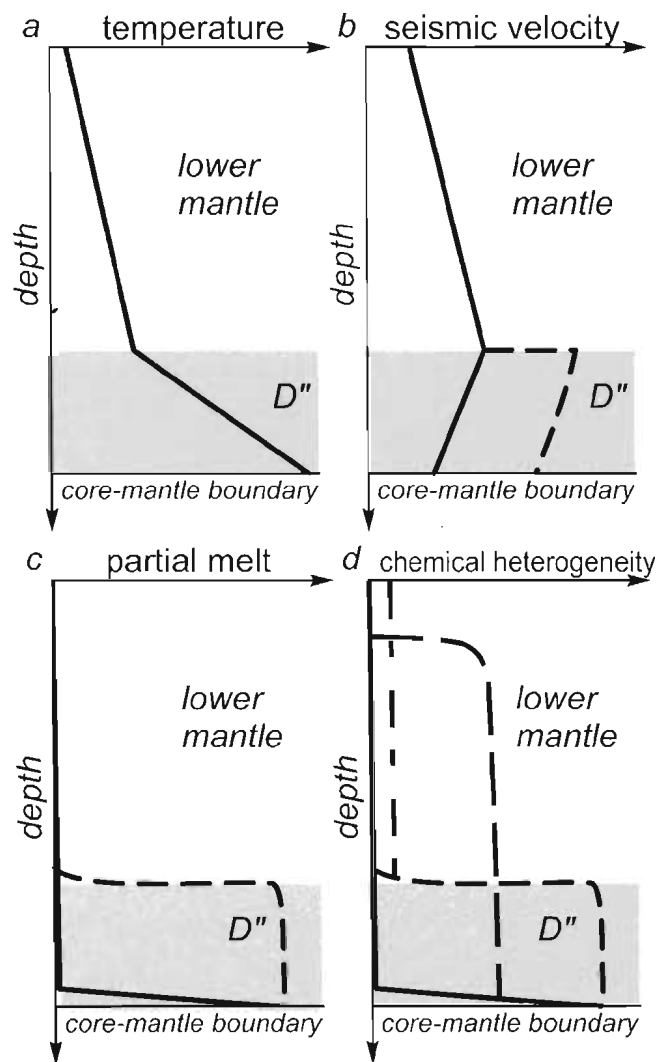 a temperature
b seismic velocity
lower
mantle
lower
mantle
depth
depth
D"
D"
core-mantle boundary
core-mantle boundary
c partial melt
d chemical heterogeneity
lower
mantle
lower
mantle
depth
depth
D"
D"
core-mantle boundary
core-mantle boundary